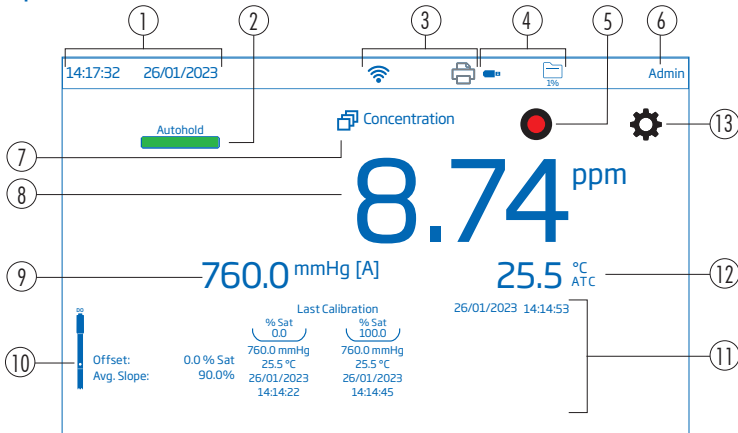 1 2 3 4 5 6
14:17:32 26/01/2023 1% Admin
Autohold Concentration 13
7
8 8.74 ppm
9 760.0 mmHg [A] 25.5 °C ATC 12
Last Calibration 26/01/2023 14:14:53
DO % Sat % Sat
0.0 100.0
10 Offset: 0.0 % Sat 760.0 mmHg 760.0 mmHg 11
Avg. Slope: 90.0% 25.5 °C 25.5 °C
26/01/2023 26/01/2023
14:14:22 14:14:45